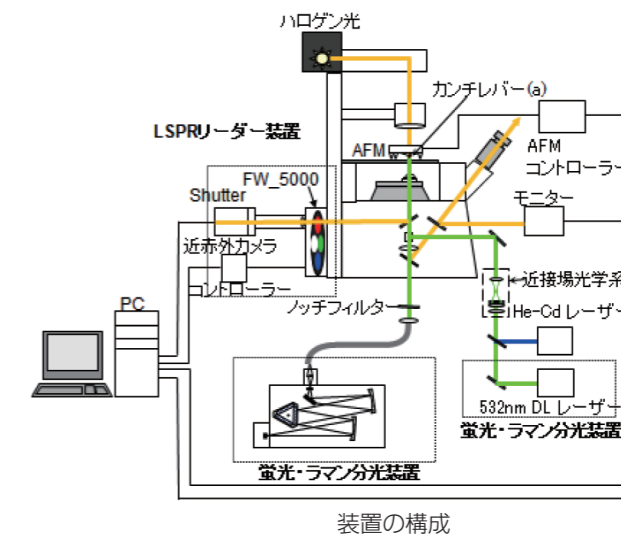 ハロゲン光
カンチレバー(a)
LSPRリーダー装置
AFM
AFM
コントローラー
FW_5000
Shutter
モニター
近赤外カメラ
コントローラー
近接場光学系
ノッチフィルター
He-Cd レーザー
PC
532nm DL レーザー
蛍光・ラマン分光装置
蛍光・ラマン分光装置
装置の構成